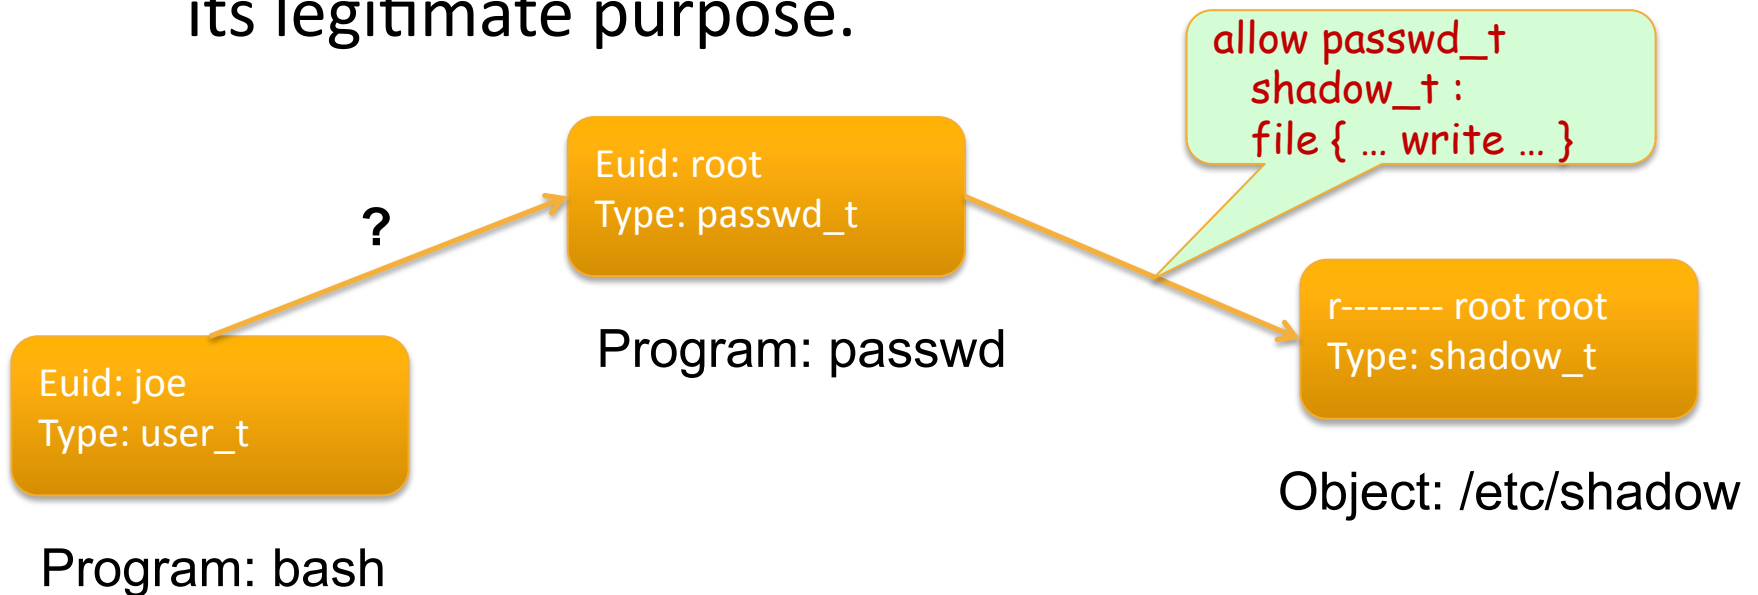 its legitimate purpose.
allow passwd_t
shadow_t :
file { … write … }
Euid: root
Type: passwd_t
?
r-------- root root
Type: shadow_t
Program: passwd
Euid: joe
Type: user_t
Object: /etc/shadow
Program: bash